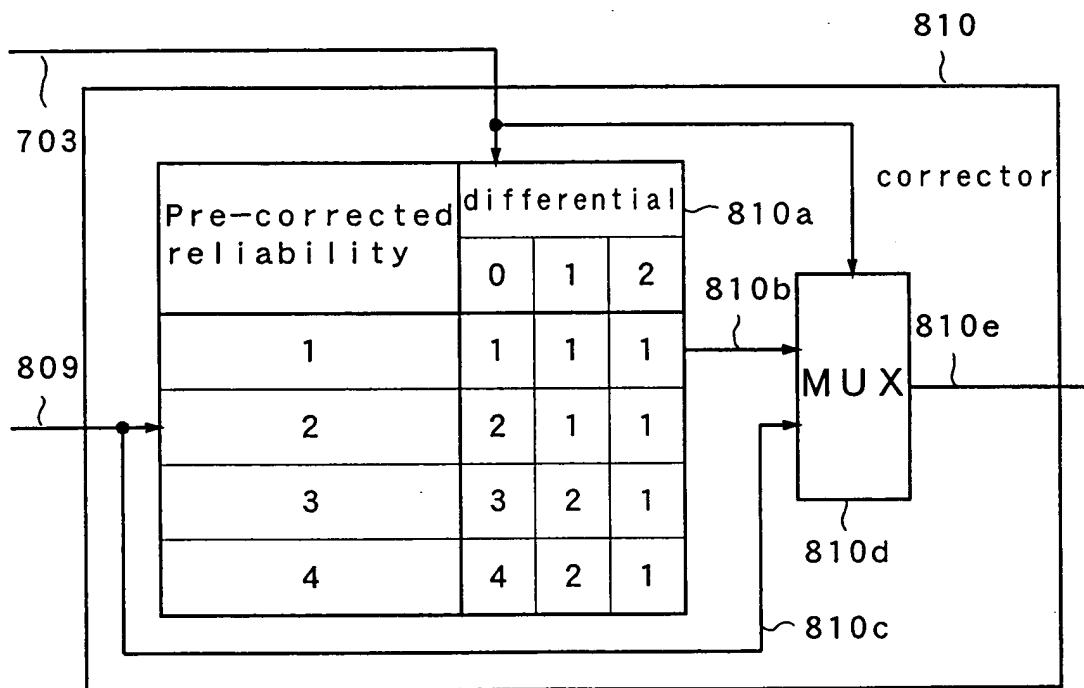 810
703
corrector
Pre-corrected
reliability
differential
810a
0 1 2
810b
1 1 1 1
810e
809
MUX
2 2 1 1
3 3 2 1
810d
4 4 2 1
810c